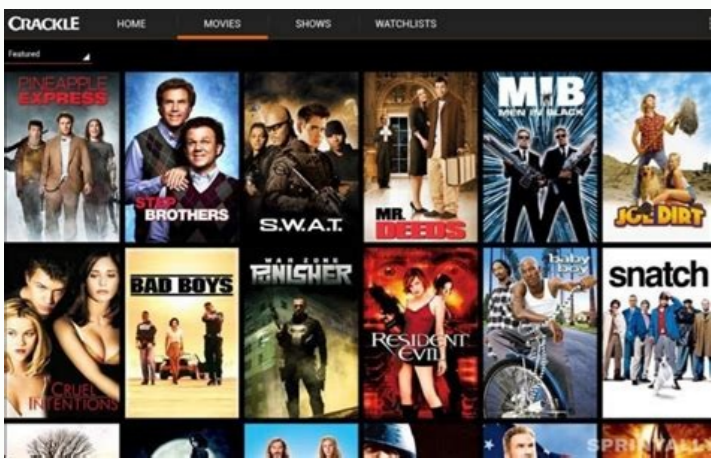 CRACKLE HOME MOVIES SHOWS WATCHLISTS
Featured
PINEAPPLE
EXPRESS
STEP
BROTHERS
S.W.A.T.
MR.
DEEDS
MIB
MEN IN BLACK
JOE DIRT
CRUEL
INTENTIONS
BAD BOYS
WAR ZONE
PUNISHER
RESIDENT
EVIL
baby
boy
snatch
SPRINTALLY